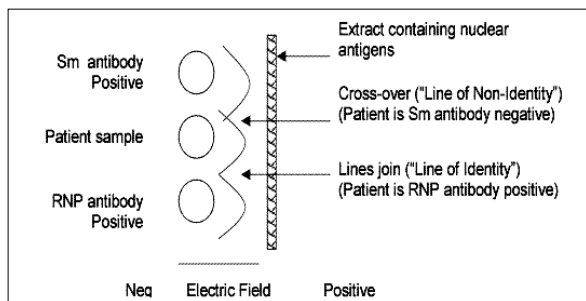 Sm antibody
Positive
Patient sample
RNP antibody
Positive
Extract containing nuclear
antigens
Cross-over ("Line of Non-Identity")
(Patient is Sm antibody negative)
Lines join ("Line of Identity")
(Patient is RNP antibody positive)
Neg Electric Field Positive